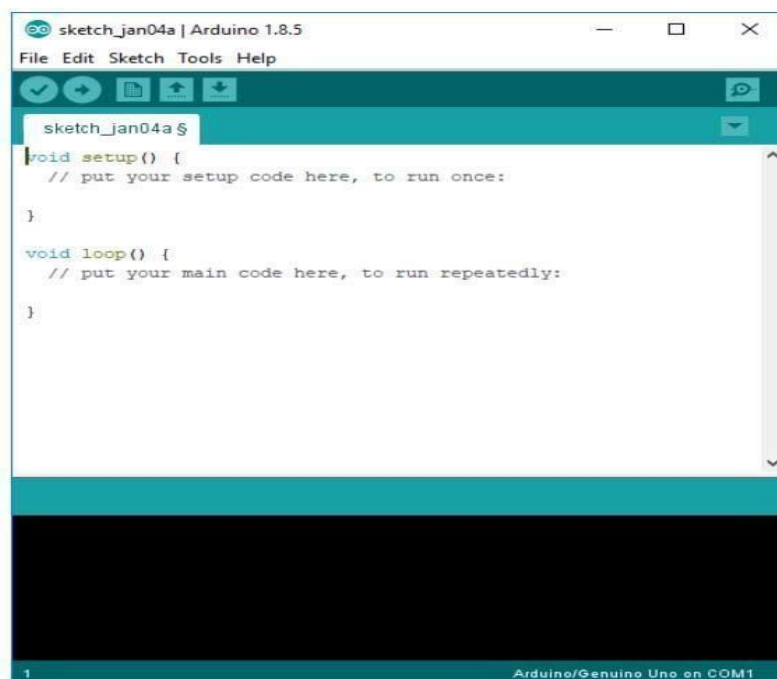 sketch_jan04a | Arduino 1.8.5
File Edit Sketch Tools Help
sketch_jan04a §
void setup() {
// put your setup code here, to run once:
}
void loop() {
// put your main code here, to run repeatedly:
}
1 Arduino/Genuino Uno on COM1